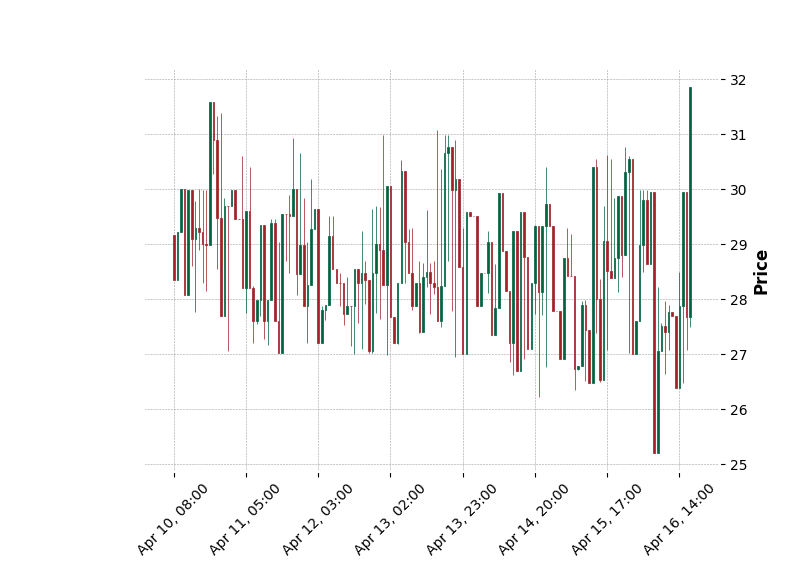 32
31
30
29
28
27
26
25
Price
Apr 10, 08:00
Apr 11, 05:00
Apr 12, 03:00
Apr 13, 02:00
Apr 13, 23:00
Apr 14, 20:00
Apr 15, 17:00
Apr 16, 14:00